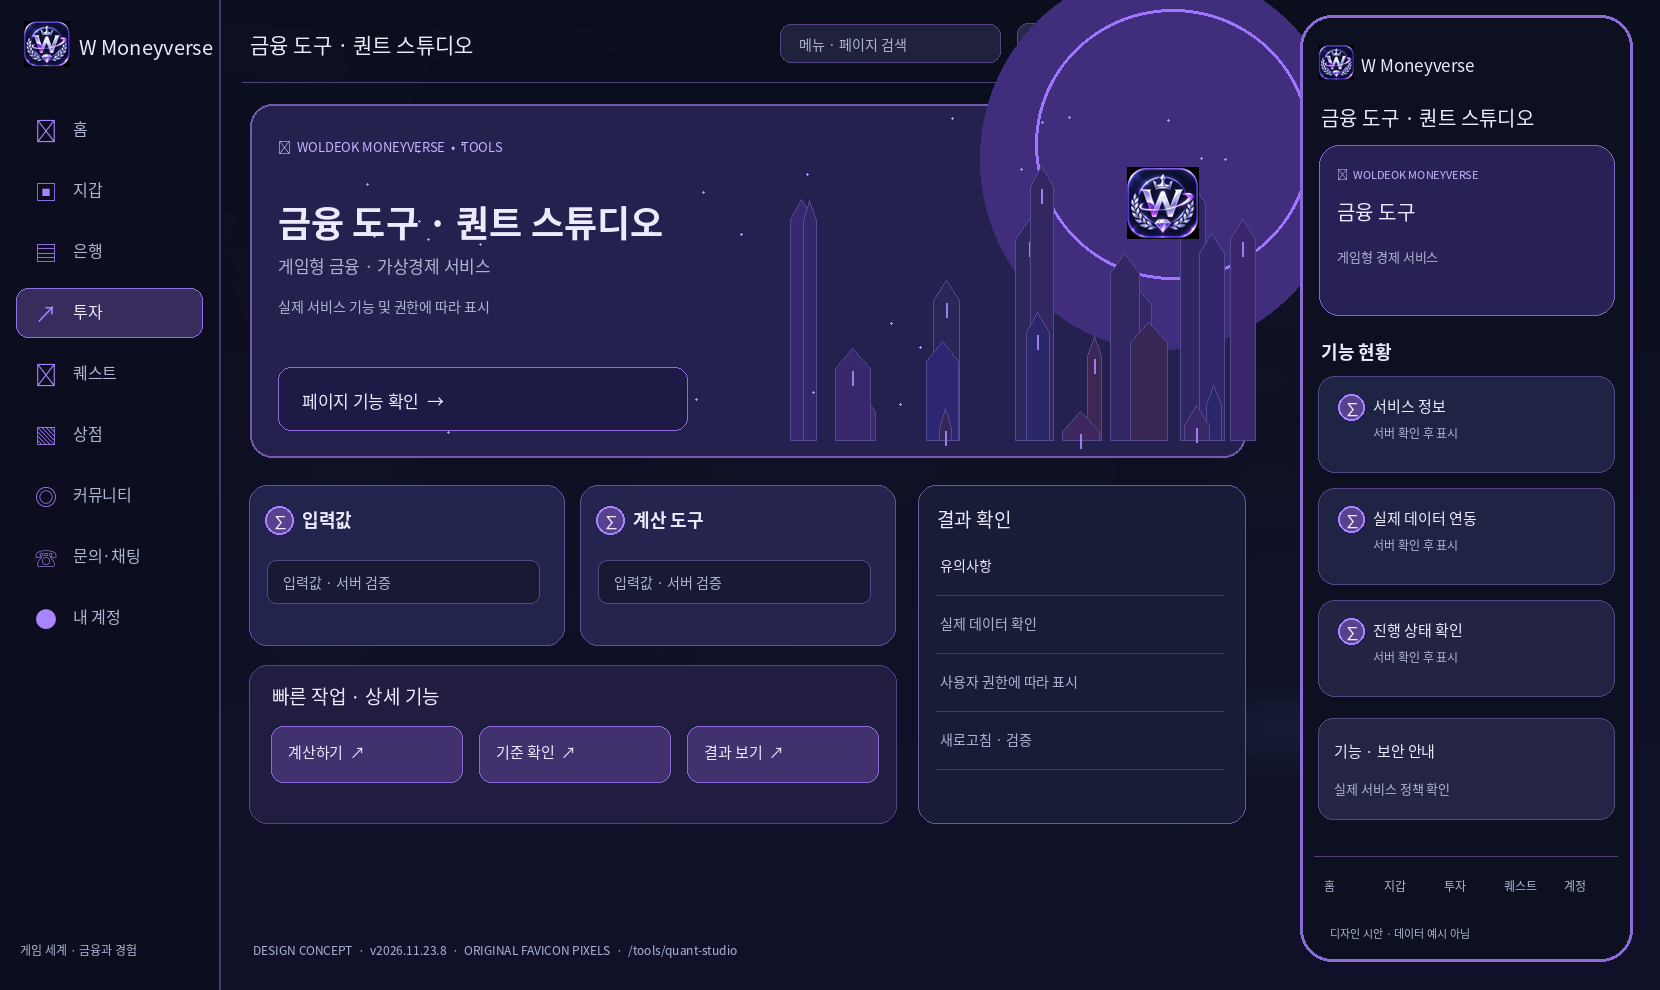 W Moneyverse
홈
지갑
은행
투자
퀘스트
상점
커뮤니티
문의·채팅
내 계정
게임 세계 · 금융과 경험
금융 도구 · 퀀트 스튜디오
메뉴 · 페이지 검색
WOLDEOK MONEYVERSE • TOOLS
금융 도구 · 퀀트 스튜디오
게임형 금융 · 가상경제 서비스
실제 서비스 기능 및 권한에 따라 표시
페이지 기능 확인 →
∑ 입력값
입력값 · 서버 검증
∑ 계산 도구
입력값 · 서버 검증
결과 확인
유의사항
실제 데이터 확인
사용자 권한에 따라 표시
새로고침 · 검증
빠른 작업 · 상세 기능
계산하기 ↗
기준 확인 ↗
결과 보기 ↗
DESIGN CONCEPT · v2026.11.23.8 · ORIGINAL FAVICON PIXELS · /tools/quant-studio
W Moneyverse
금융 도구 · 퀀트 스튜디오
WOLDEOK MONEYVERSE
금융 도구
게임형 경제 서비스
기능 현황
∑ 서비스 정보
서버 확인 후 표시
∑ 실제 데이터 연동
서버 확인 후 표시
∑ 진행 상태 확인
서버 확인 후 표시
기능 · 보안 안내
실제 서비스 정책 확인
홈 지갑 투자 퀘스트 계정
디자인 시안 · 데이터 예시 아님